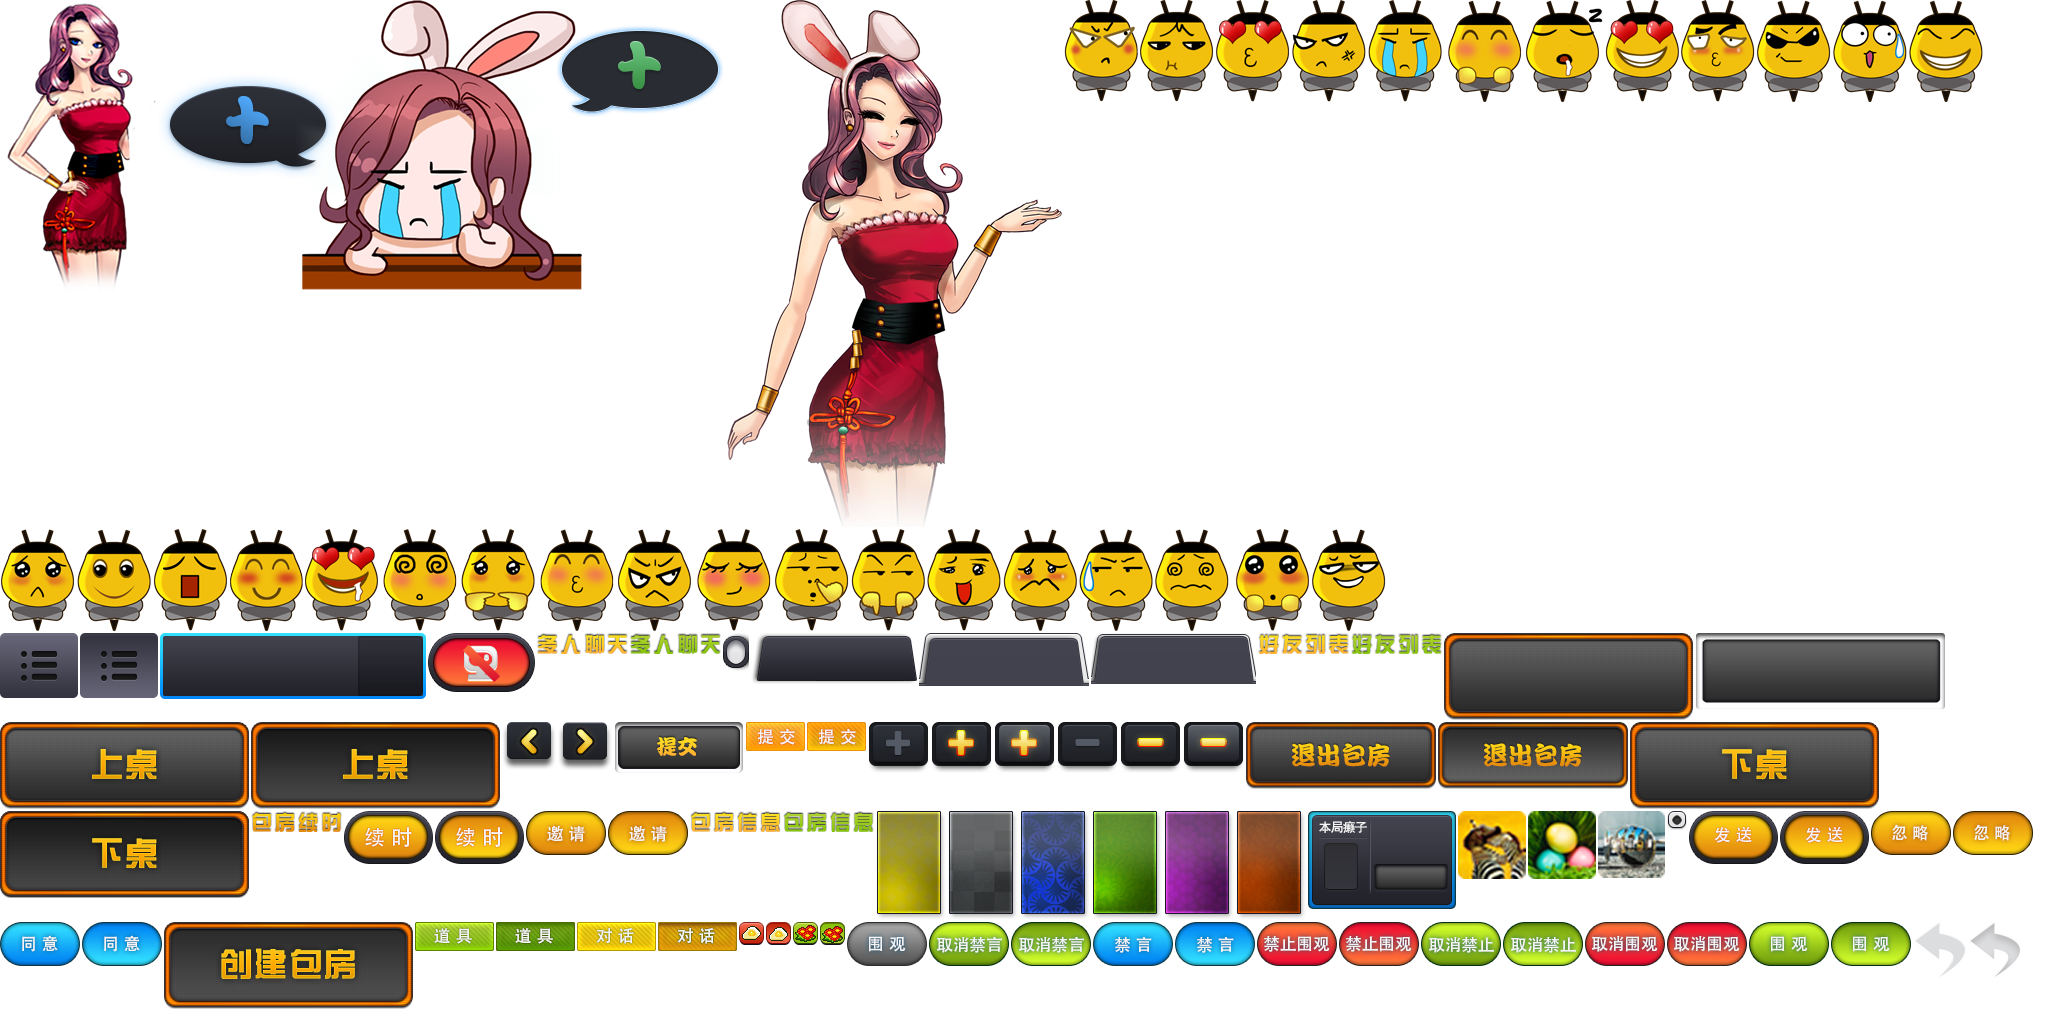 z
多人聊天 多人聊天 好友列表 好友列表
上桌 上桌 提交 提交 提交 退出包房 退出包房 下桌
下桌 包房续时 续时 续时 邀请 邀请 包房信息 包房信息 本局癞子 发送 发送 忽略 忽略
同意 同意 创建包房 道具 道具 对话 对话 围观 取消禁言 取消禁言 禁言 禁言 禁止围观 禁止围观 取消禁止 取消禁止 取消围观 取消围观 围观 围观